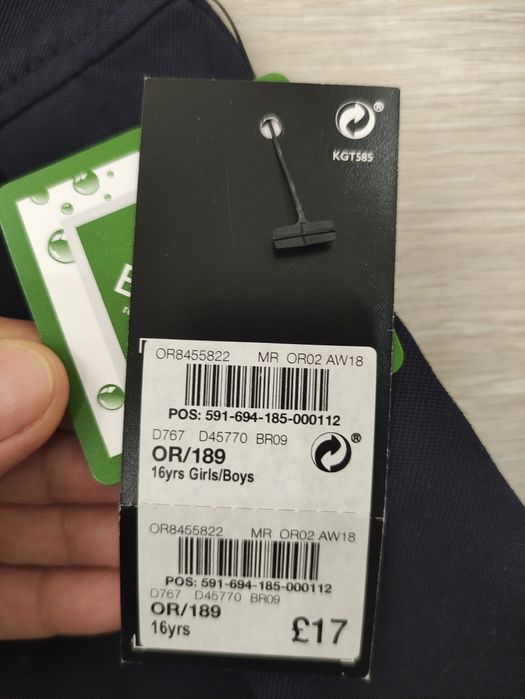 KGT585
OR8455822 MR OR02 AW18
POS: 591-694-185-000112
D767 D45770 BR09
OR/189
16yrs Girls/Boys
OR8455822 MR OR02 AW18
POS: 591-694-185-000112
D767 D45770 BR09
OR/189
16yrs
£17